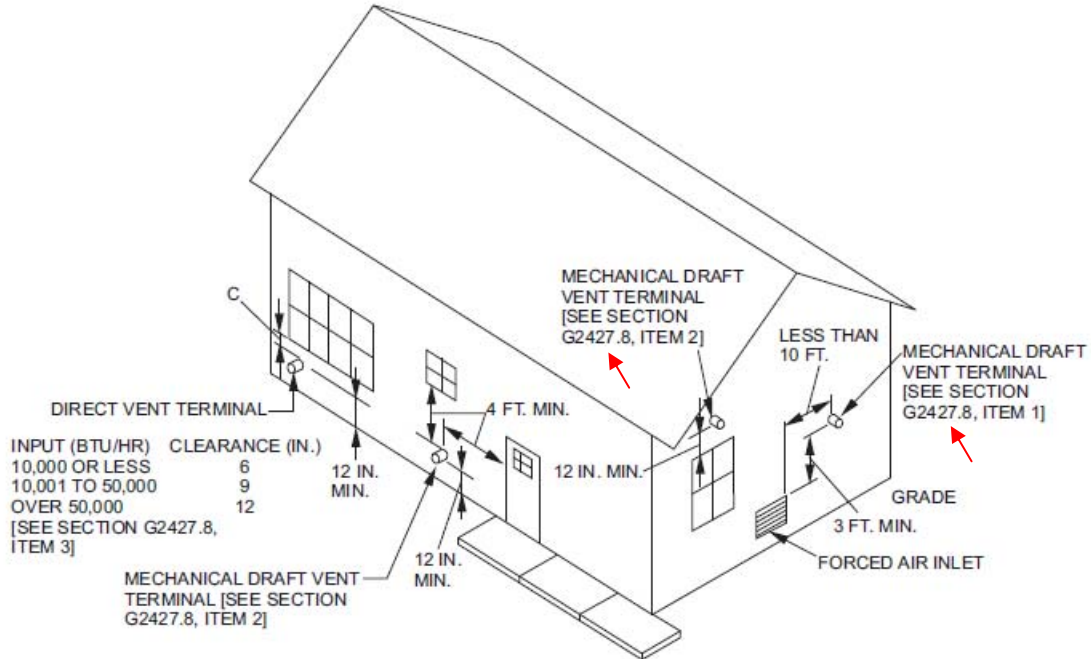 MECHANICAL DRAFT
VENT TERMINAL
[SEE SECTION
G2427.8, ITEM 2]
LESS THAN
10 FT.
MECHANICAL DRAFT
VENT TERMINAL
[SEE SECTION
G2427.8, ITEM 1]
C
DIRECT VENT TERMINAL
4 FT. MIN.
INPUT (BTU/HR) CLEARANCE (IN.)
10,000 OR LESS 6
10,001 TO 50,000 9
OVER 50,000 12
[SEE SECTION G2427.8,
ITEM 3]
12 IN.
MIN.
12 IN. MIN.
GRADE
3 FT. MIN.
FORCED AIR INLET
12 IN.
MIN.
MECHANICAL DRAFT VENT
TERMINAL [SEE SECTION
G2427.8, ITEM 2]